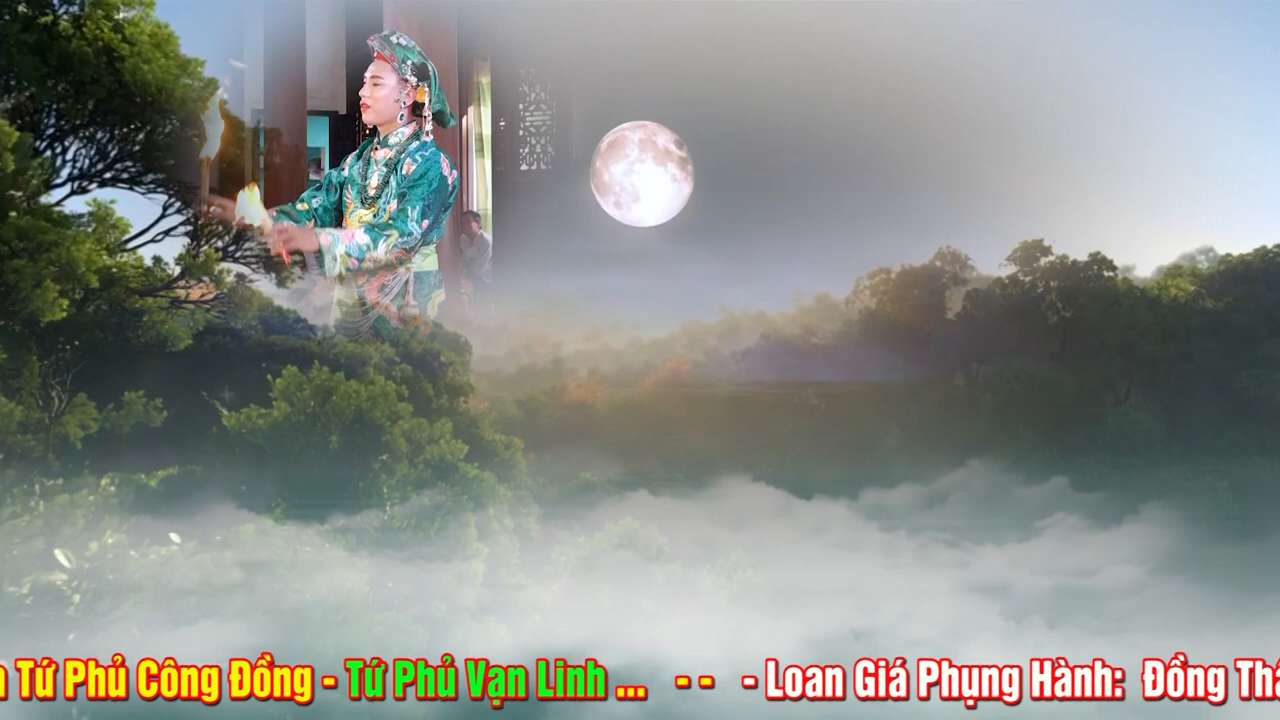 Tứ Phủ Công Đồng - Tứ Phủ Vạn Linh ... - - - Loan Giá Phụng Hành: Đồng